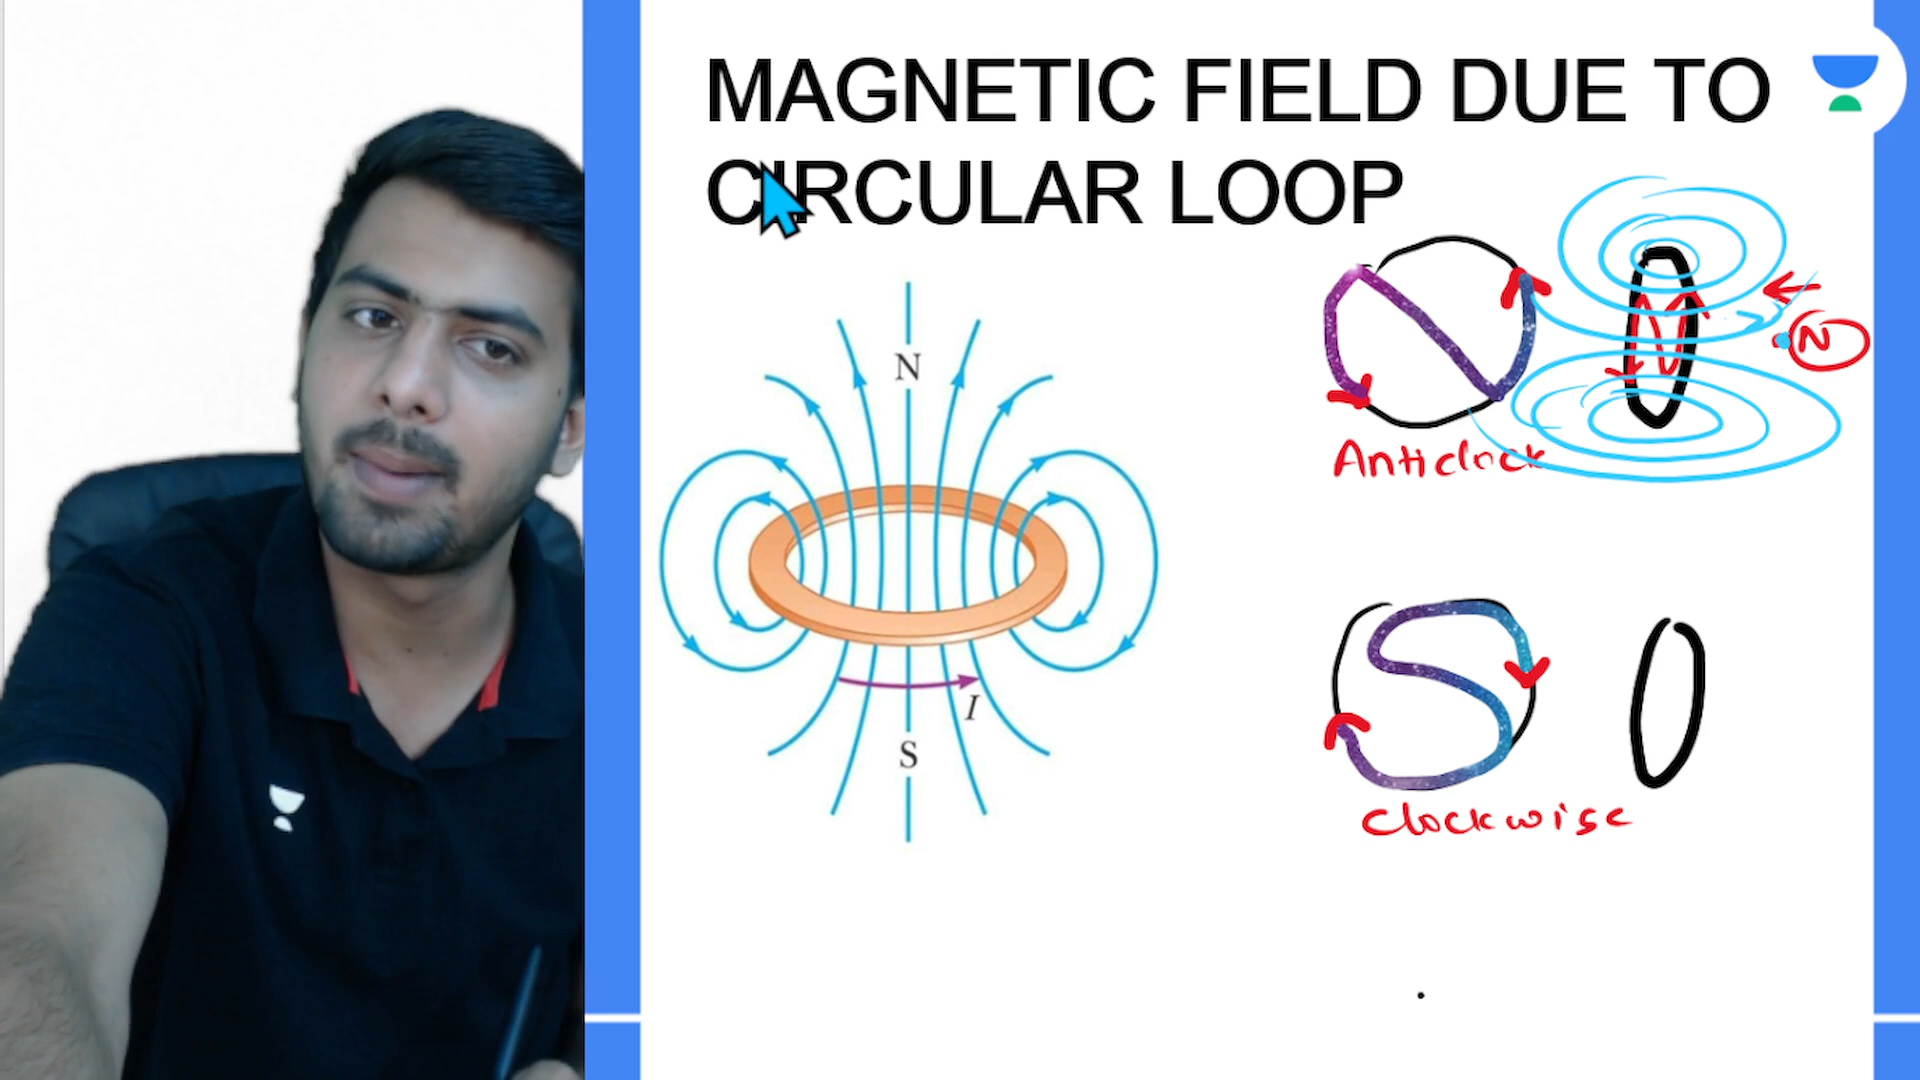 MAGNETIC FIELD DUE TO
CIRCULAR LOOP
N
I
S
N
N
N
Anticlock
S
Clockwise